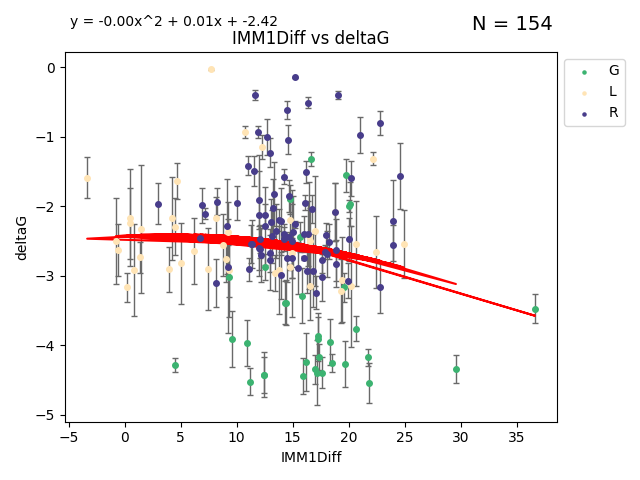 y = -0.00x^2 + 0.01x + -2.42
N = 154
IMM1Diff vs deltaG
deltaG
0
−1
−2
−3
−4
−5
−5 0 5 10 15 20 25 30 35
IMM1Diff
G
L
R